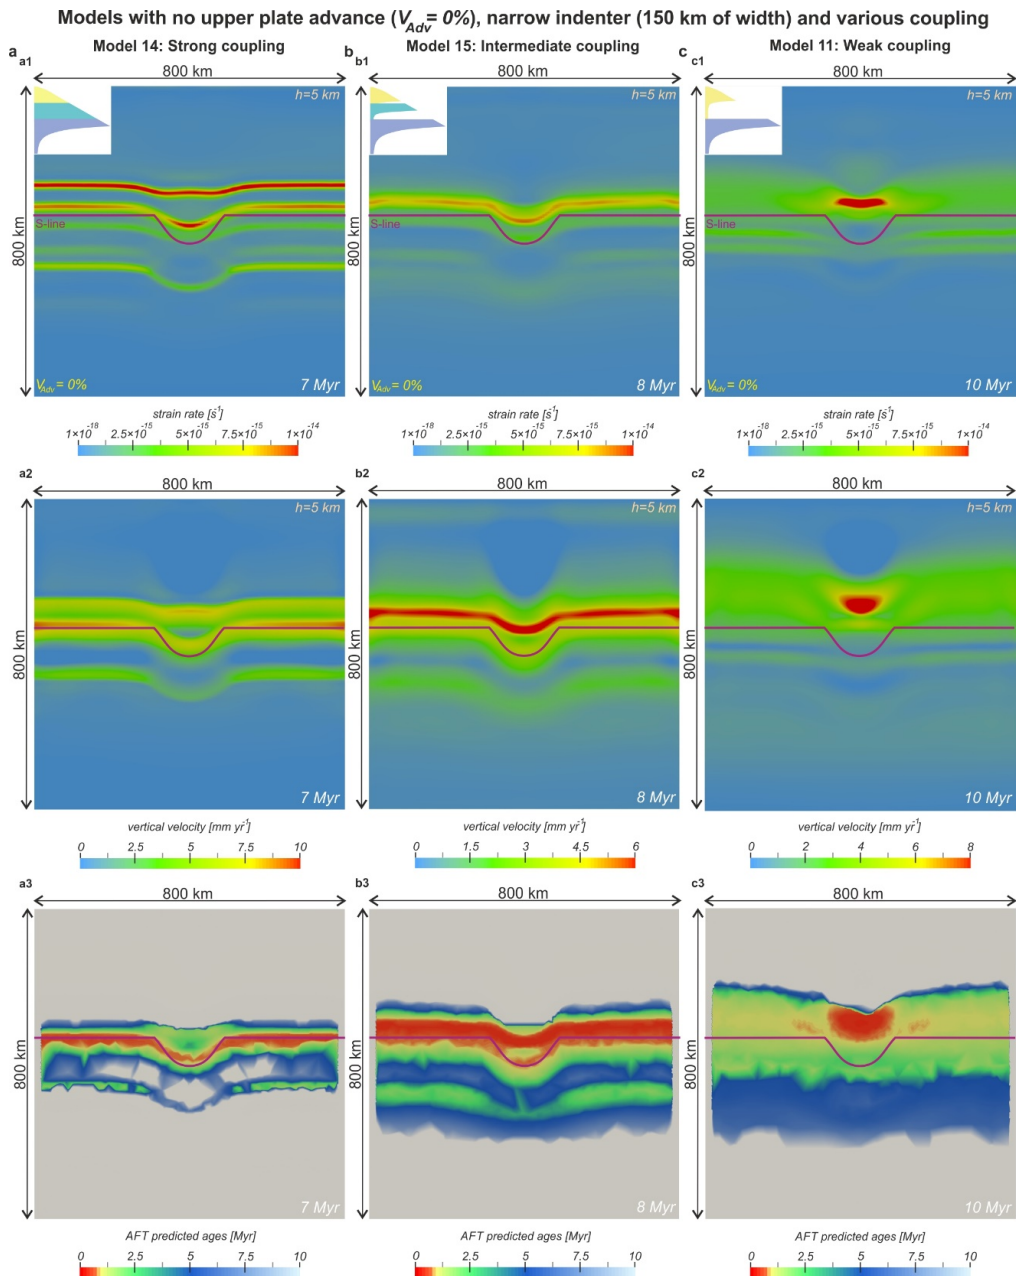 Models with no upper plate advance (VAdv= 0%), narrow indenter (150 km of width) and various coupling
a Model 14: Strong coupling
b Model 15: Intermediate coupling
c Model 11: Weak coupling
a1
800 km
800 km
h=5 km
S-line
VAdv= 0%
7 Myr
b1
800 km
800 km
h=5 km
VAdv= 0%
8 Myr
c1
800 km
800 km
h=5 km
S-line
VAdv= 0%
10 Myr
strain rate [s⁻¹]
1×10⁻¹⁸ 2.5×10⁻¹⁵ 5×10⁻¹⁵ 7.5×10⁻¹⁵ 1×10⁻¹⁴
strain rate [s⁻¹]
1×10⁻¹⁸ 2.5×10⁻¹⁵ 5×10⁻¹⁵ 7.5×10⁻¹⁵ 1×10⁻¹⁴
strain rate [s⁻¹]
1×10⁻¹⁸ 2.5×10⁻¹⁵ 5×10⁻¹⁵ 7.5×10⁻¹⁵ 1×10⁻¹⁴
a2
800 km
800 km
h=5 km
7 Myr
b2
800 km
800 km
h=5 km
8 Myr
c2
800 km
800 km
h=5 km
10 Myr
vertical velocity [mm yr⁻¹]
0 2.5 5 7.5 10
vertical velocity [mm yr⁻¹]
0 1.5 3 4.5 6
vertical velocity [mm yr⁻¹]
0 2 4 6 8
a3
800 km
800 km
7 Myr
b3
800 km
800 km
8 Myr
c3
800 km
800 km
10 Myr
AFT predicted ages [Myr]
0 2.5 5 7.5 10
AFT predicted ages [Myr]
0 2.5 5 7.5 10
AFT predicted ages [Myr]
0 2.5 5 7.5 10